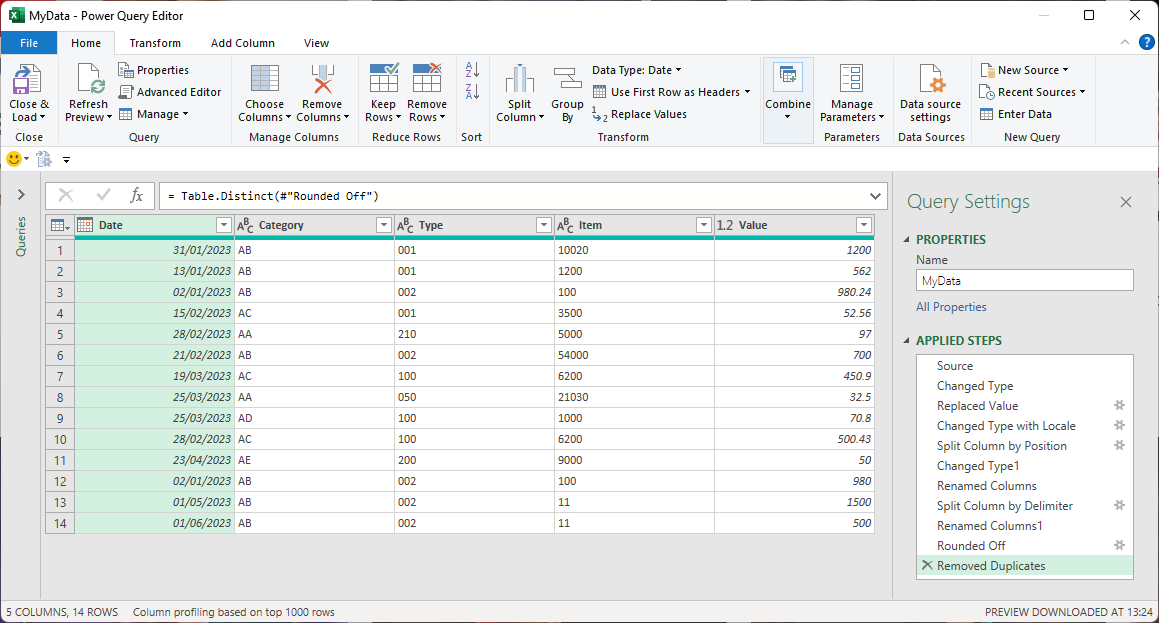 MyData - Power Query Editor
File Home Transform Add Column View
Close & Load Refresh Preview Properties Advanced Editor Manage Choose Columns Remove Columns Keep Rows Remove Rows Split Column Group By Data Type: Date Use First Row as Headers Replace Values Combine Manage Parameters Data source settings New Source Recent Sources Enter Data
Close Query Manage Columns Reduce Rows Sort Transform Parameters Data Sources New Query
fx = Table.Distinct(#"Rounded Off")
Queries
Date ABC Category ABC Type ABC Item 1.2 Value
1 31/01/2023 AB 001 10020 1200
2 13/01/2023 AB 001 1200 562
3 02/01/2023 AB 002 100 980.24
4 15/02/2023 AC 001 3500 52.56
5 28/02/2023 AA 210 5000 97
6 21/02/2023 AB 002 54000 700
7 19/03/2023 AC 100 6200 450.9
8 25/03/2023 AA 050 21030 32.5
9 25/03/2023 AD 100 1000 70.8
10 28/02/2023 AC 100 6200 500.43
11 23/04/2023 AE 200 9000 50
12 02/01/2023 AB 002 100 980
13 01/05/2023 AB 002 11 1500
14 01/06/2023 AB 002 11 500
Query Settings
PROPERTIES
Name
MyData
All Properties
APPLIED STEPS
Source
Changed Type
Replaced Value
Changed Type with Locale
Split Column by Position
Changed Type1
Renamed Columns
Split Column by Delimiter
Renamed Columns1
Rounded Off
Removed Duplicates
5 COLUMNS, 14 ROWS Column profiling based on top 1000 rows PREVIEW DOWNLOADED AT 13:24